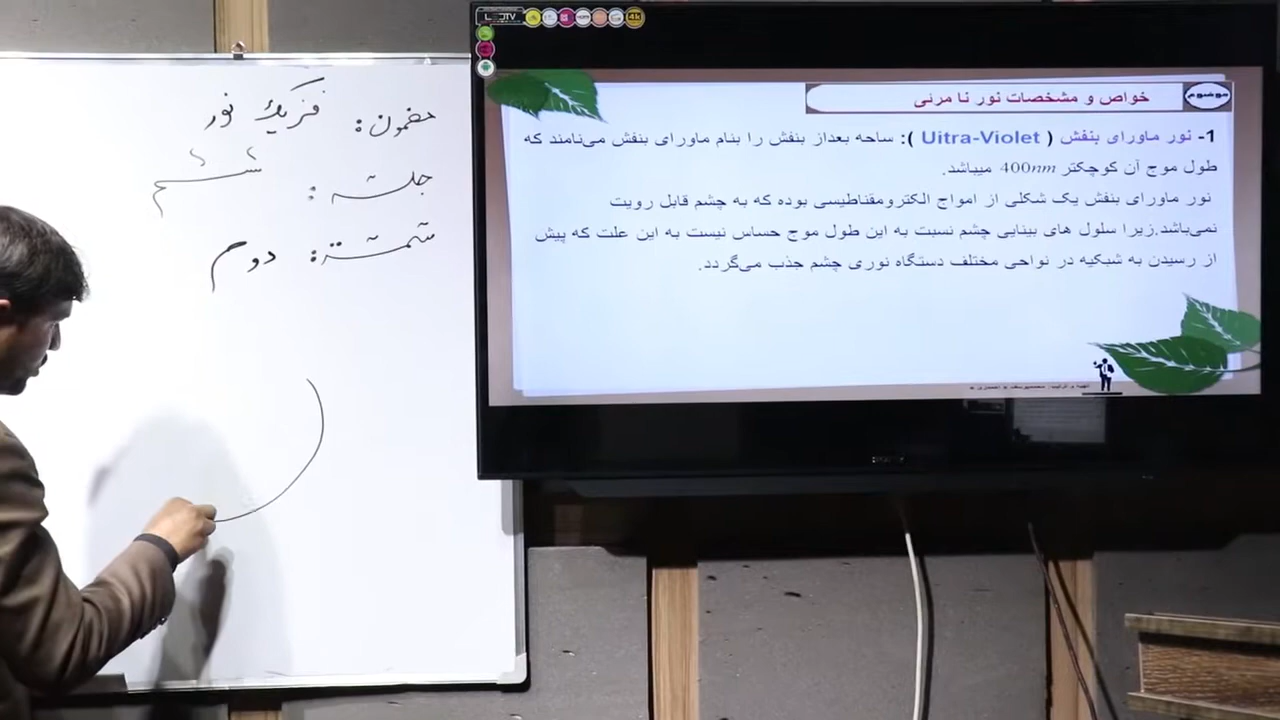 مضمون: فزیک نور
جلسه: ششم
سمستر: دوم
LEDTV
4k
موضوع
خواص و مشخصات نور نا مرئی
1- نور ماورای بنفش ( Uitra-Violet ): ساحه بعداز بنفش را بنام ماورای بنفش می‌نامند که
طول موج آن کوچکتر 400nm میباشد.
نور ماورای بنفش یک شکلی از امواج الکترومقناطیسی بوده که به چشم قابل رویت
نمی‌باشد.زیرا سلول های بینایی چشم نسبت به این طول موج حساس نیست به این علت که پیش
از رسیدن به شبکیه در نواحی مختلف دستگاه نوری چشم جذب می‌گردد.